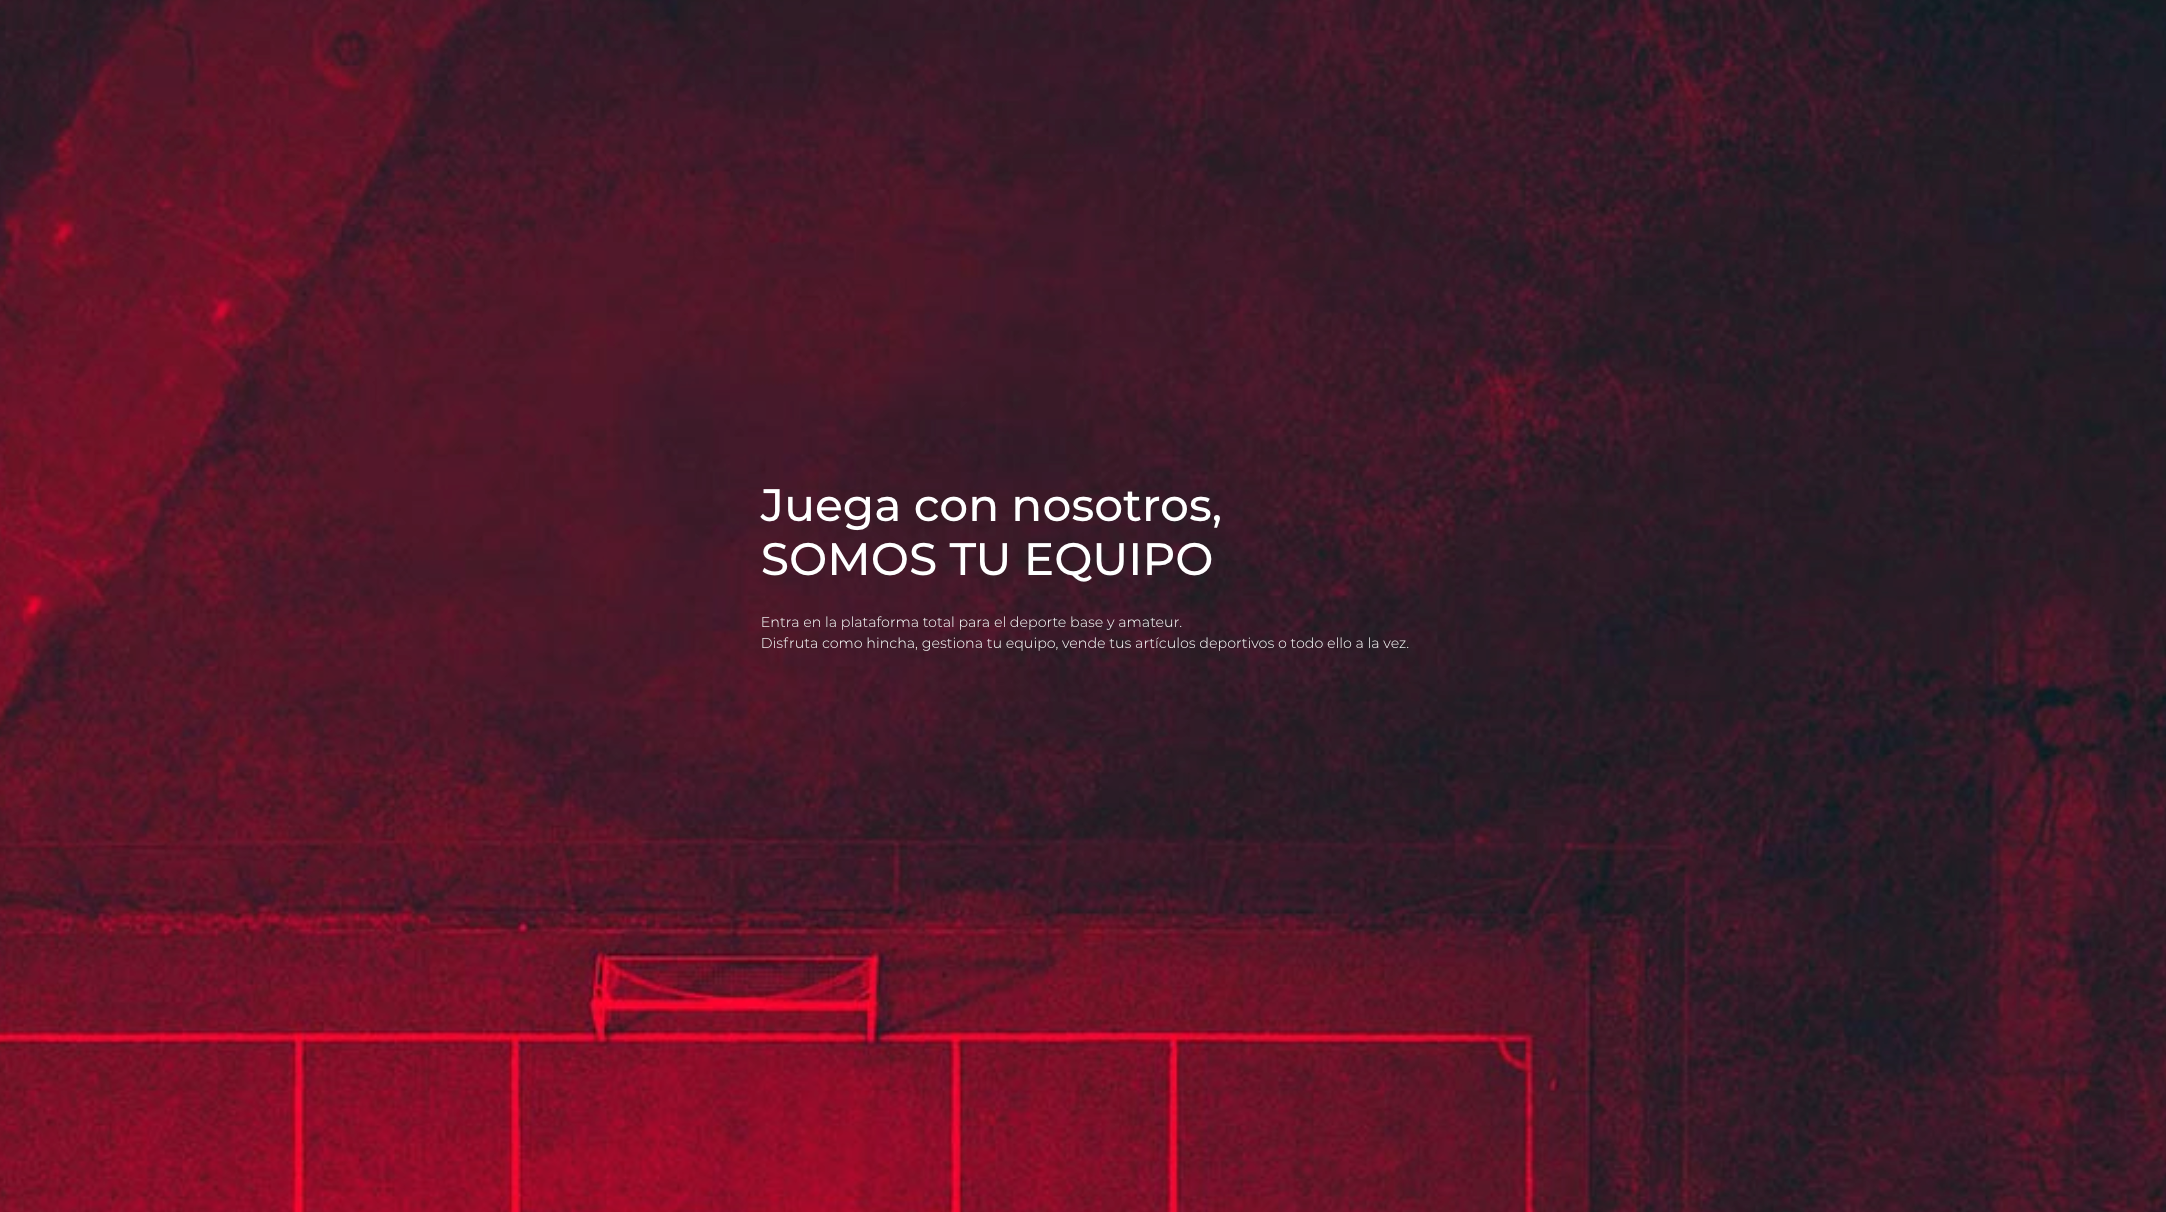 Juega con nosotros,
SOMOS TU EQUIPO
Entra en la plataforma total para el deporte base y amateur.
Disfruta como hincha, gestiona tu equipo, vende tus artículos deportivos o todo ello a la vez.